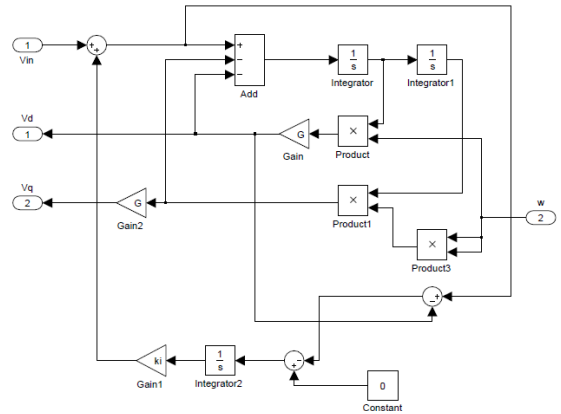 1
Vin
+
+
+
−
−
Add
1
s
Integrator
1
s
Integrator1
Vd
1
G
Gain
×
Product
Vq
2
G
Gain2
×
Product1
×
Product3
w
2
−
+
ki
Gain1
1
s
Integrator2
−
+
0
Constant